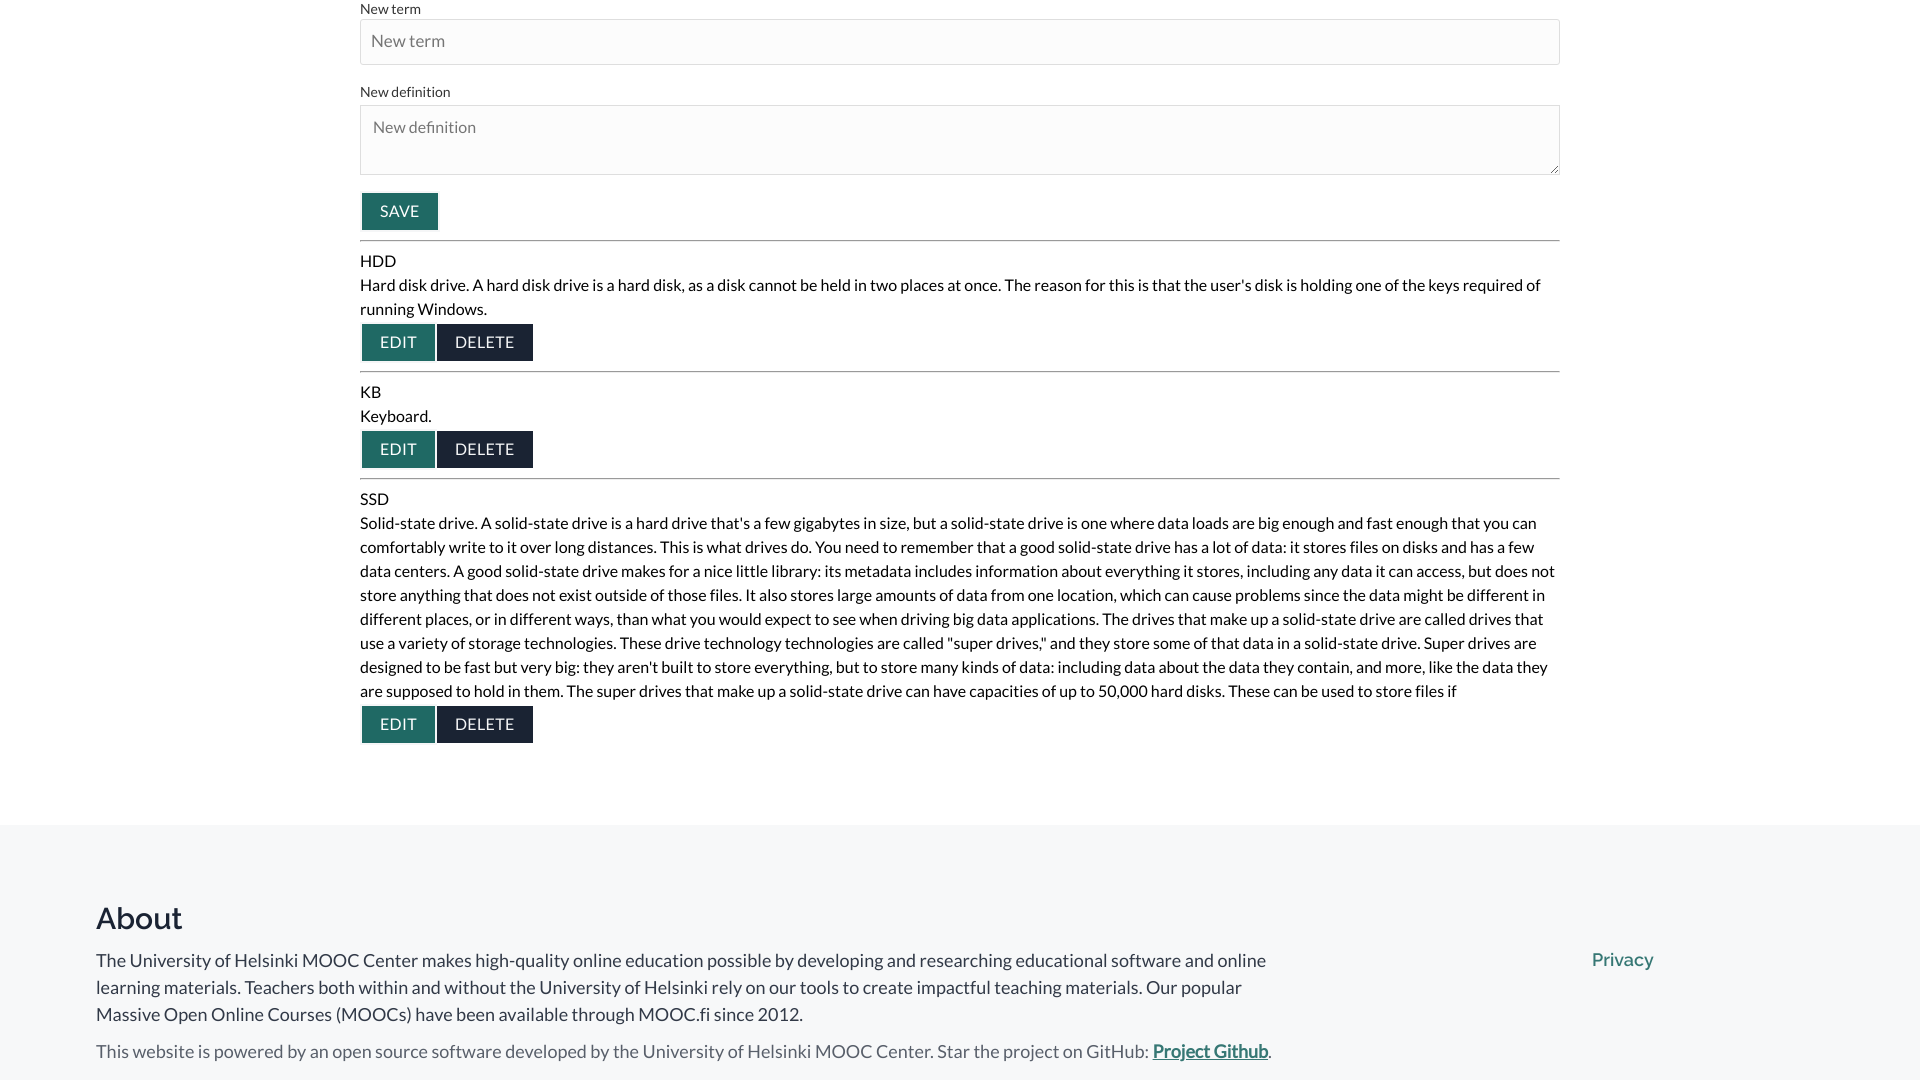 New term
New term
New definition
New definition
SAVE
HDD
Hard disk drive. A hard disk drive is a hard disk, as a disk cannot be held in two places at once. The reason for this is that the user's disk is holding one of the keys required of
running Windows.
EDIT DELETE
KB
Keyboard.
EDIT DELETE
SSD
Solid-state drive. A solid-state drive is a hard drive that's a few gigabytes in size, but a solid-state drive is one where data loads are big enough and fast enough that you can
comfortably write to it over long distances. This is what drives do. You need to remember that a good solid-state drive has a lot of data: it stores files on disks and has a few
data centers. A good solid-state drive makes for a nice little library: its metadata includes information about everything it stores, including any data it can access, but does not
store anything that does not exist outside of those files. It also stores large amounts of data from one location, which can cause problems since the data might be different in
different places, or in different ways, than what you would expect to see when driving big data applications. The drives that make up a solid-state drive are called drives that
use a variety of storage technologies. These drive technology technologies are called "super drives," and they store some of that data in a solid-state drive. Super drives are
designed to be fast but very big: they aren't built to store everything, but to store many kinds of data: including data about the data they contain, and more, like the data they
are supposed to hold in them. The super drives that make up a solid-state drive can have capacities of up to 50,000 hard disks. These can be used to store files if
EDIT DELETE
About
The University of Helsinki MOOC Center makes high-quality online education possible by developing and researching educational software and online
learning materials. Teachers both within and without the University of Helsinki rely on our tools to create impactful teaching materials. Our popular
Massive Open Online Courses (MOOCs) have been available through MOOC.fi since 2012.
Privacy
This website is powered by an open source software developed by the University of Helsinki MOOC Center. Star the project on GitHub: Project Github.